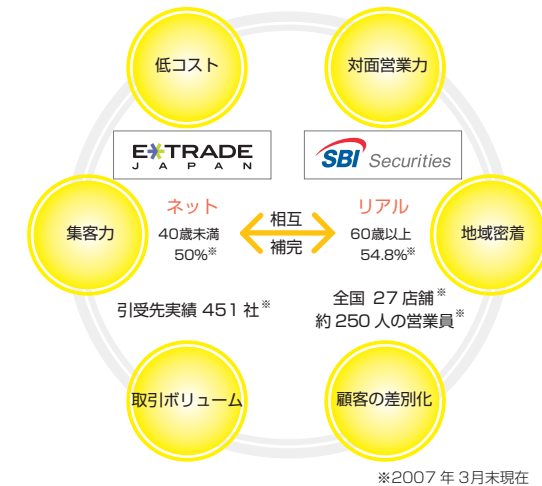 低コスト
対面営業力
E*TRADE
JAPAN
SBI Securities
集客力
ネット
40歳未満
50%※
相互
補完
リアル
60歳以上
54.8%※
地域密着
引受先実績 451 社※
全国 27 店舗※
約 250 人の営業員※
取引ボリューム
顧客の差別化
※2007 年 3月末現在